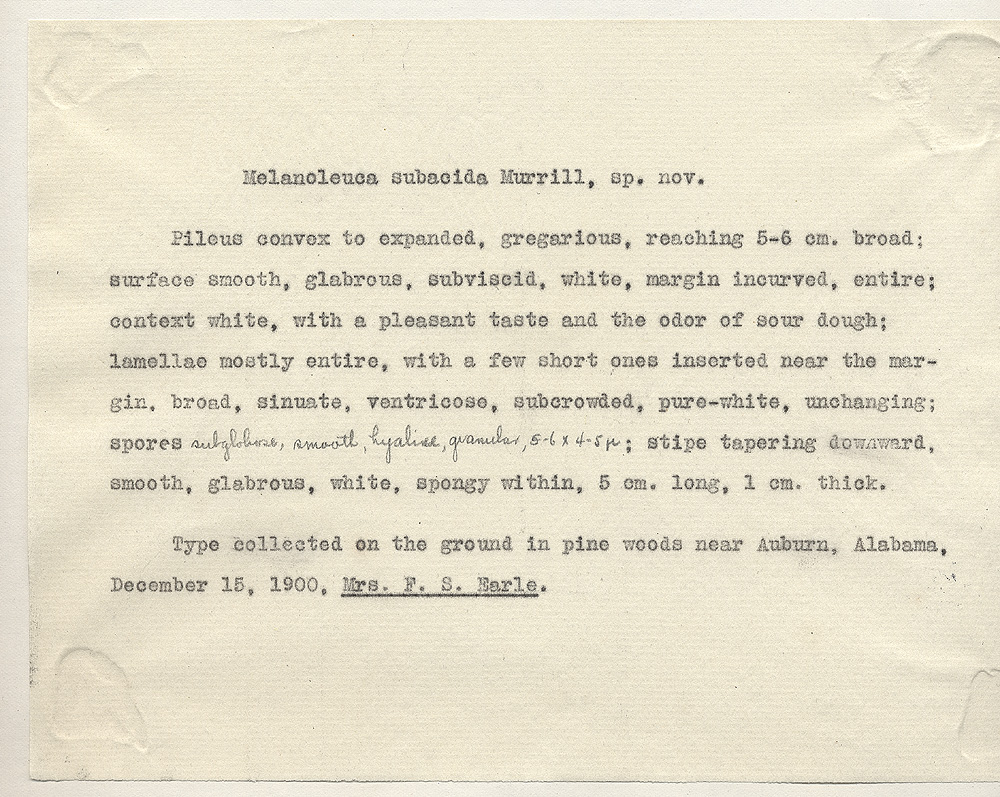 Melanoleuca subacida Murrill, sp. nov.
Pileus convex to expanded, gregarious, reaching 5-6 cm. broad;
surface smooth, glabrous, subviscid, white, margin incurved, entire;
context white, with a pleasant taste and the odor of sour dough;
lamellae mostly entire, with a few short ones inserted near the mar-
gin, broad, sinuate, ventricose, subcrowded, pure-white, unchanging;
spores subglobose, smooth, hyaline, granular, 5-6 x 4-5 µ; stipe tapering downward,
smooth, glabrous, white, spongy within, 5 cm. long, 1 cm. thick.
Type collected on the ground in pine woods near Auburn, Alabama,
December 15, 1900, Mrs. F. S. Earle.